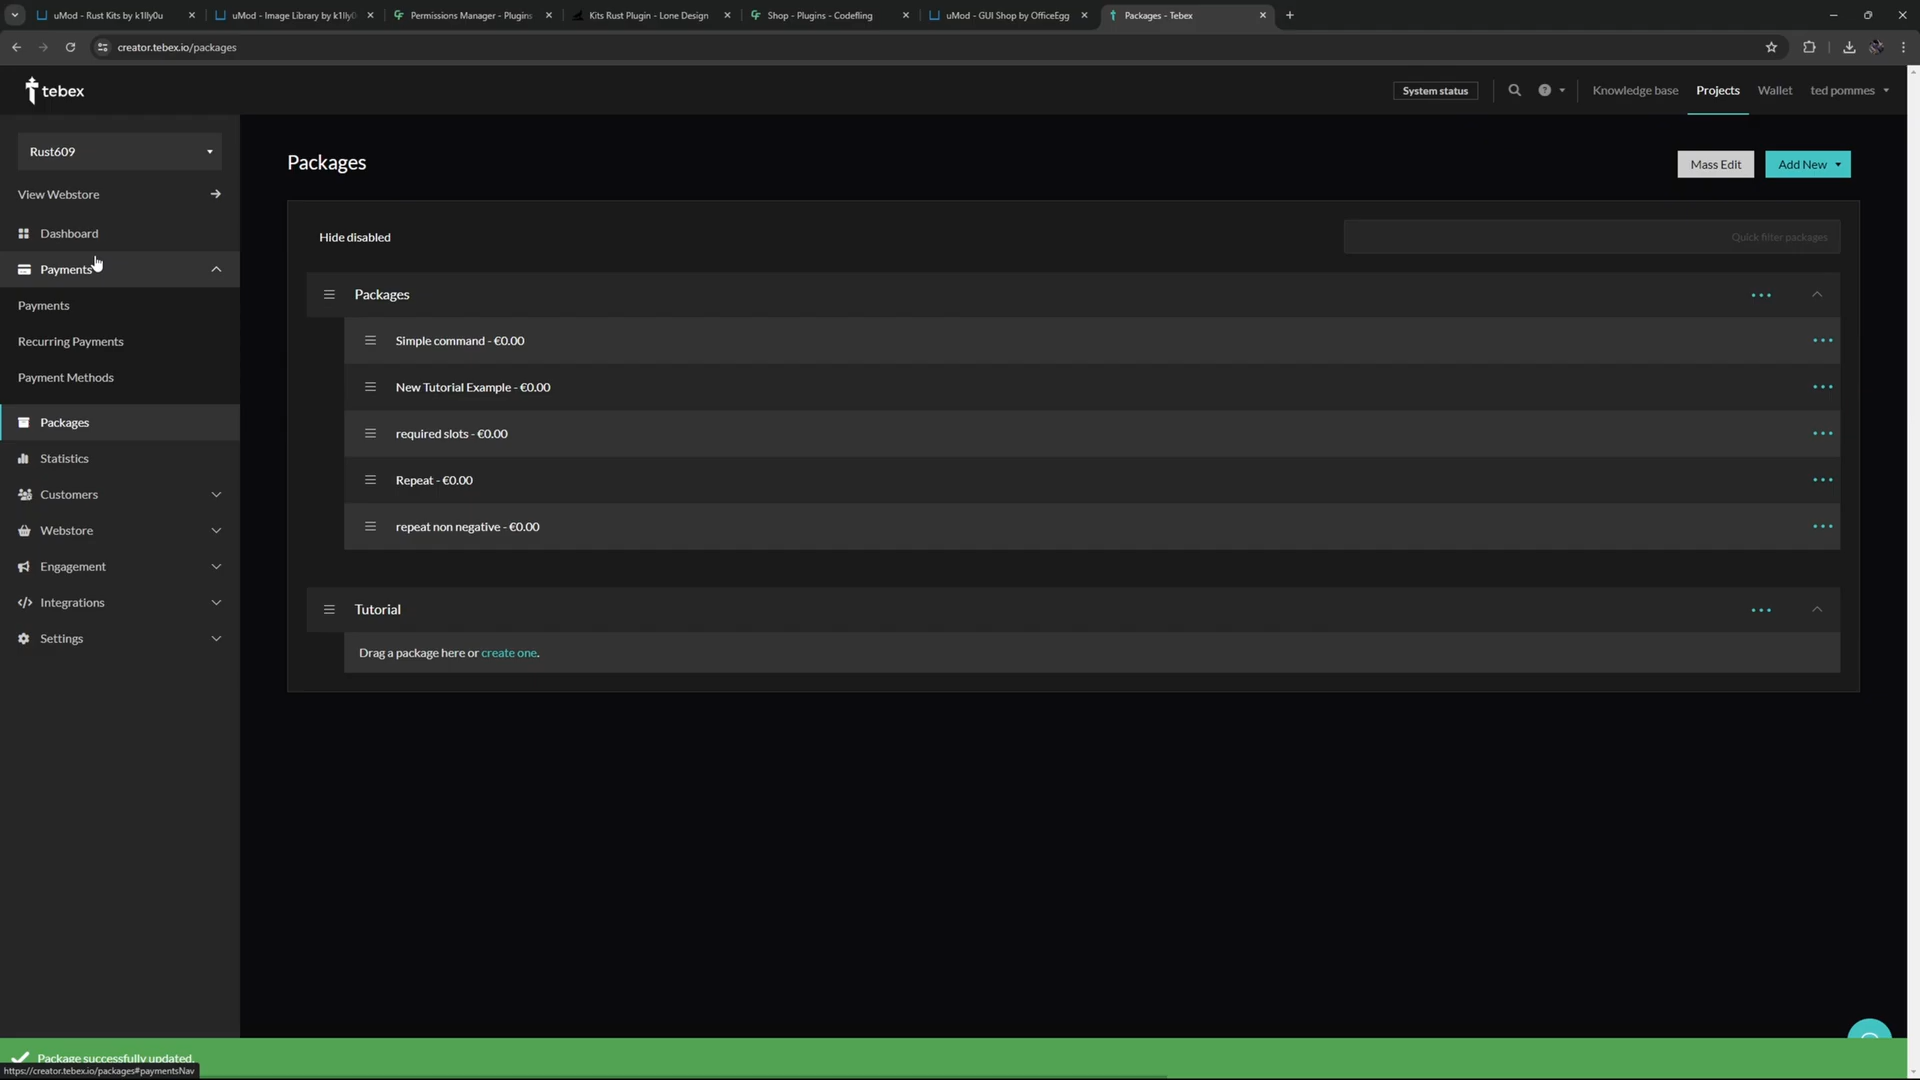 uMod - Rust Kits by k1lly0u
uMod - Image Library by k1lly0
Permissions Manager - Plugins
Kits Rust Plugin - Lone Design
Shop - Plugins - Codefling
uMod - GUI Shop by OfficeEgg
Packages - Tebex
creator.tebex.io/packages
tebex
System status
Knowledge base
Projects
Wallet
ted pommes
Rust609
View Webstore
Dashboard
Payments
Payments
Recurring Payments
Payment Methods
Packages
Statistics
Customers
Webstore
Engagement
Integrations
Settings
Packages
Mass Edit
Add New
Hide disabled
Quick filter packages
Packages
Simple command - €0.00
New Tutorial Example - €0.00
required slots - €0.00
Repeat - €0.00
repeat non negative - €0.00
Tutorial
Drag a package here or create one.
Package successfully updated.
https://creator.tebex.io/packages#paymentsNav